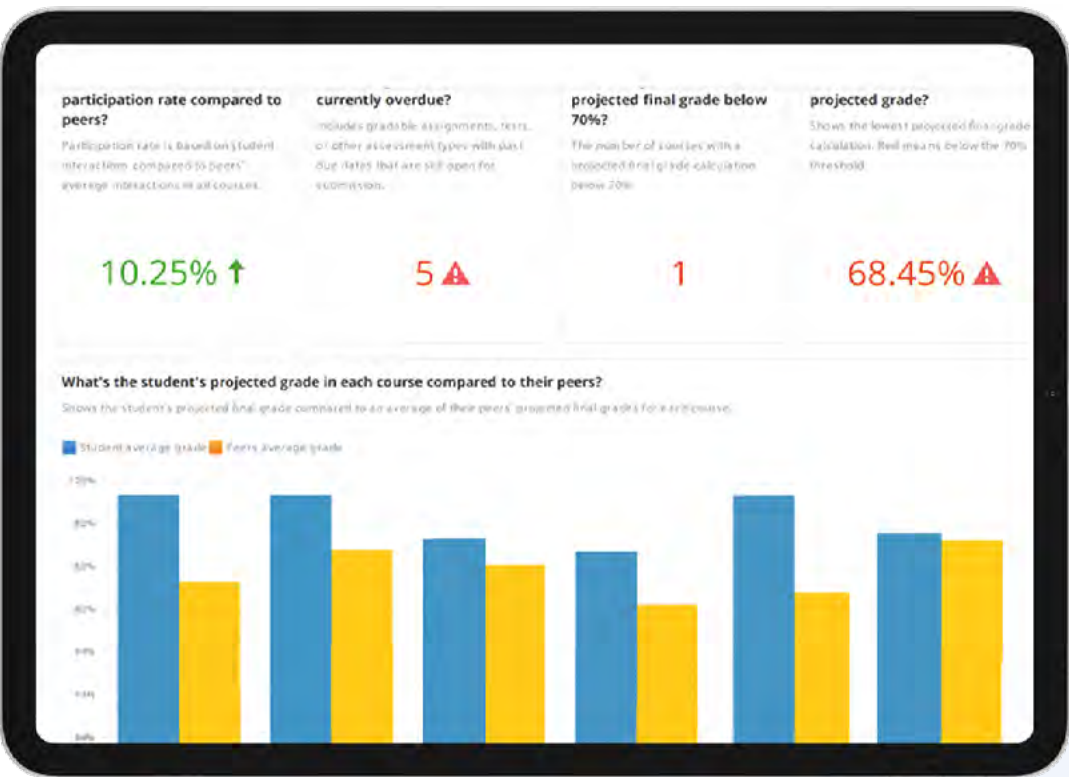 participation rate compared to
peers?
Participation rate is based on student
interactions compared to peers'
average interactions in all courses.
currently overdue?
Includes gradable assignments, tests,
or other assessment types with past
due dates that are still open for
submission.
projected final grade below
70%?
The number of courses with a
projected final grade calculation
below 70%.
projected grade?
Shows the lowest projected final grade
calculation. Red means below the 70%
threshold.
10.25%
5
1
68.45%
What's the student's projected grade in each course compared to their peers?
Shows the student's projected final grade compared to an average of their peers' projected final grades for each course.
Student average grade Peers average grade